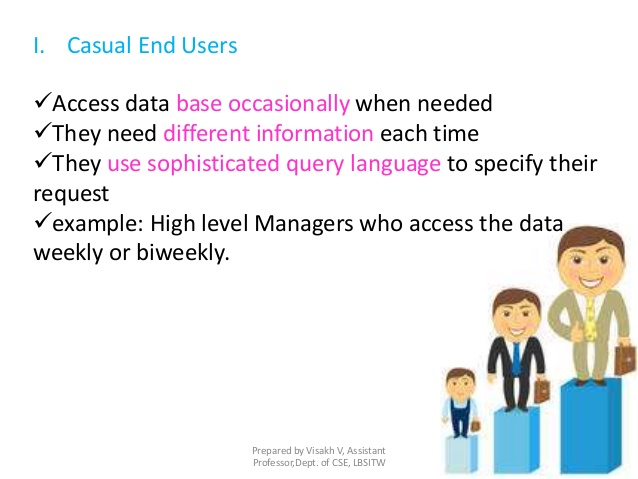 I. Casual End Users
✓Access data base occasionally when needed
✓They need different information each time
✓They use sophisticated query language to specify their
request
✓example: High level Managers who access the data
weekly or biweekly.
Prepared by Visakh V, Assistant
Professor,Dept. of CSE, LBSITW